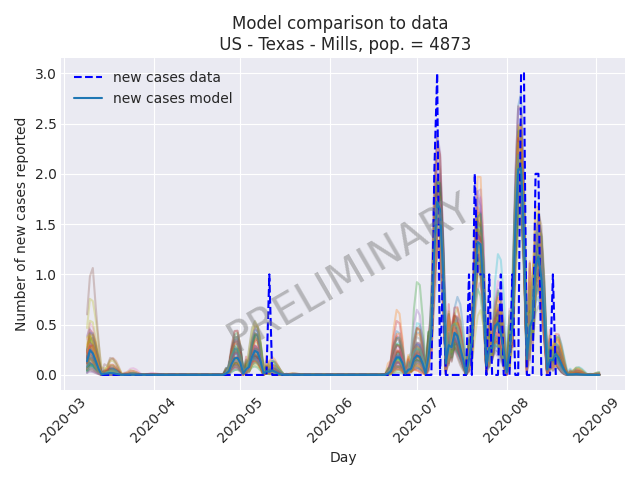 Model comparison to data
US - Texas - Mills, pop. = 4873
new cases data
new cases model
Number of new cases reported
3.0
2.5
2.0
1.5
1.0
0.5
0.0
PRELIMINARY
2020-03
2020-04
2020-05
2020-06
2020-07
2020-08
2020-09
Day